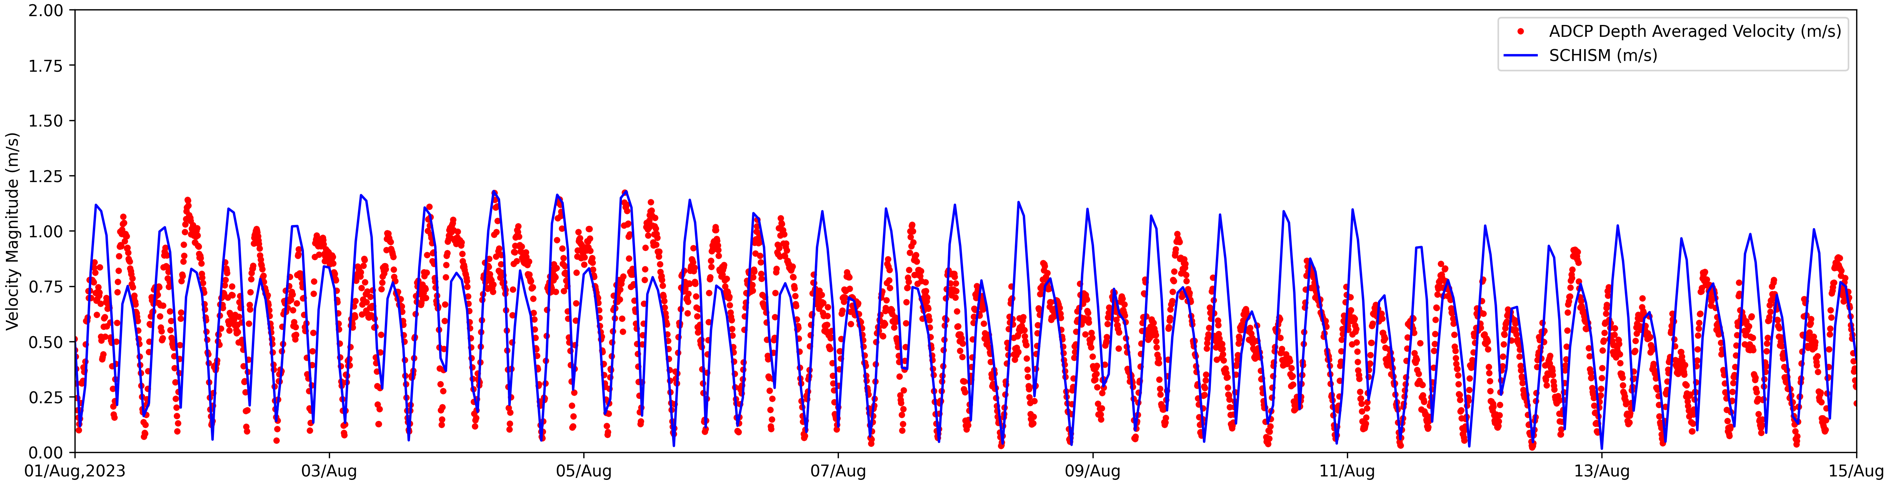 2.00
1.75
1.50
1.25
1.00
0.75
0.50
0.25
0.00
Velocity Magnitude (m/s)
ADCP Depth Averaged Velocity (m/s)
SCHISM (m/s)
01/Aug,2023 03/Aug 05/Aug 07/Aug 09/Aug 11/Aug 13/Aug 15/Aug